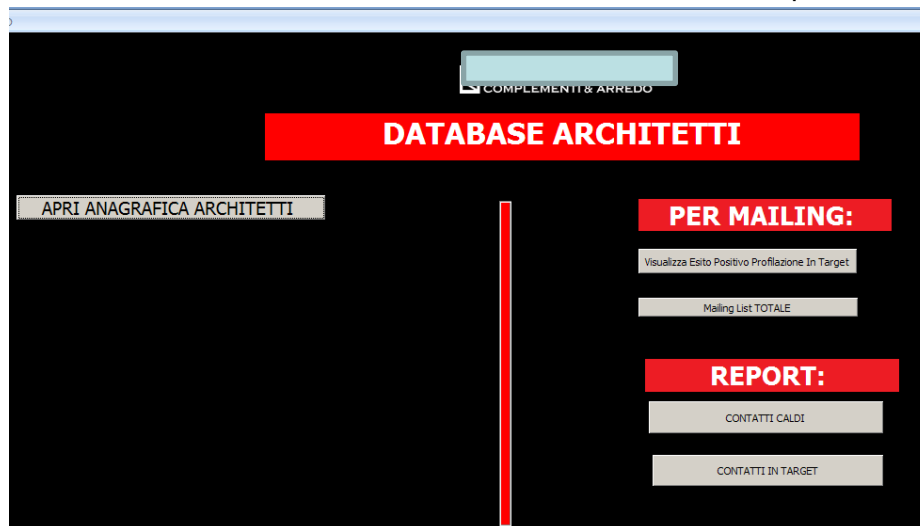 COMPLEMENTI & ARREDO
DATABASE ARCHITETTI
APRI ANAGRAFICA ARCHITETTI
PER MAILING:
Visualizza Esito Positivo Profilazione In Target
Mailing List TOTALE
REPORT:
CONTATTI CALDI
CONTATTI IN TARGET